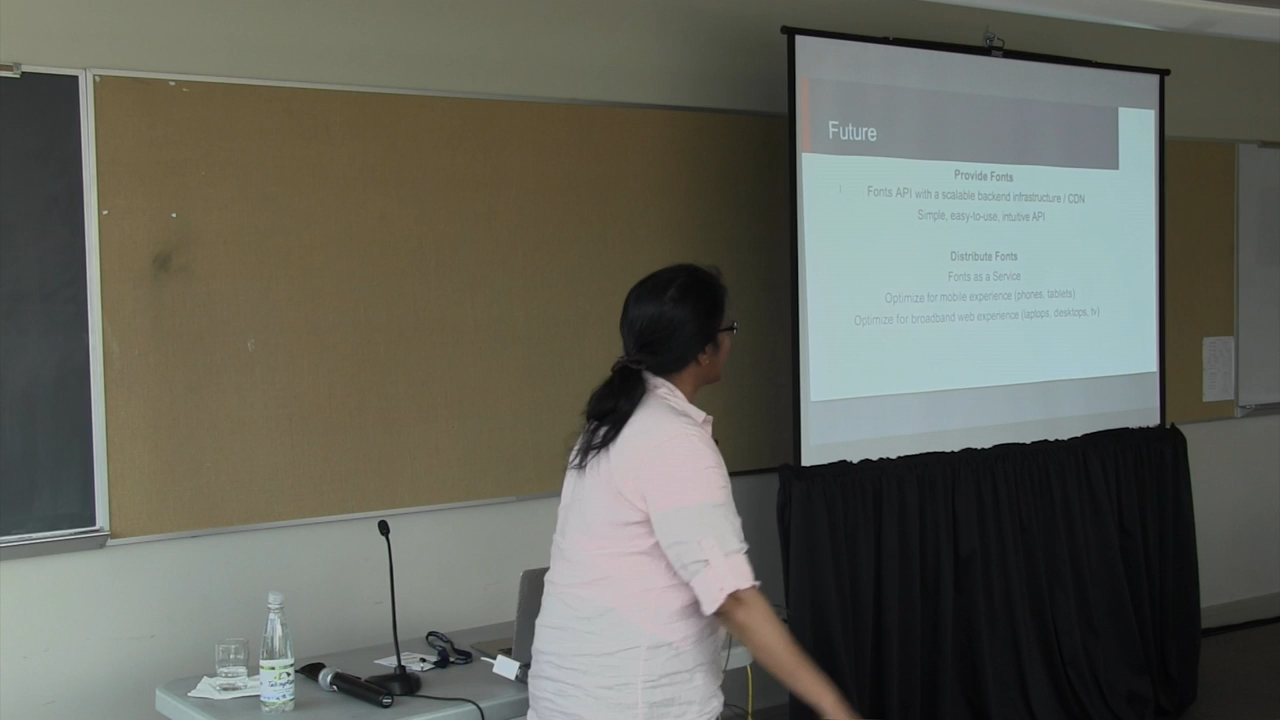 Future
Provide Fonts
Fonts API with a scalable backend infrastructure / CDN
Simple, easy-to-use, intuitive API
Distribute Fonts
Fonts as a Service
Optimize for mobile experience (phones, tablets)
Optimize for broadband web experience (laptops, desktops, tv)